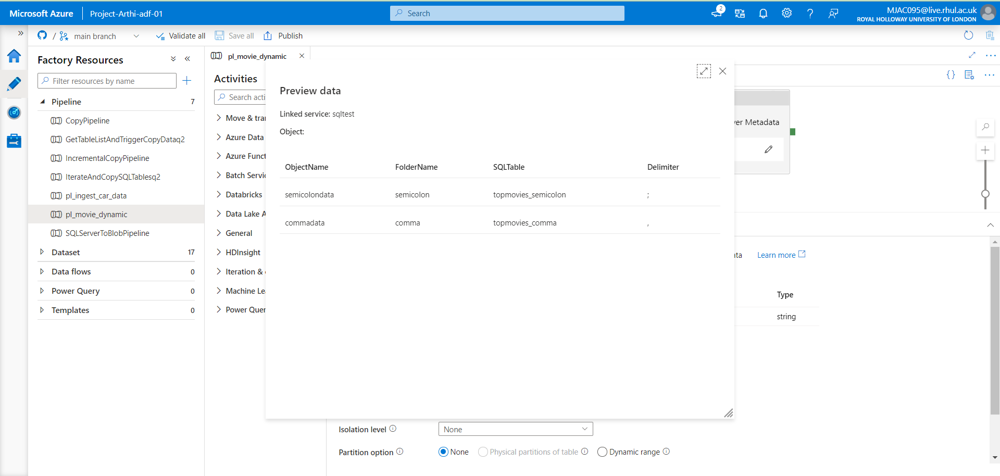 Microsoft Azure
Project-Arthi-adf-01
Search
2
MJAC095@live.rhul.ac.uk
ROYAL HOLLOWAY UNIVERSITY OF LONDON
/ main branch
Validate all
Save all
Publish
Factory Resources
Filter resources by name
Pipeline 7
CopyPipeline
GetTableListAndTriggerCopyDataq2
IncrementalCopyPipeline
IterateAndCopySQLTablesq2
pl_ingest_car_data
pl_movie_dynamic
SQLServerToBlobPipeline
Dataset 17
Data flows 0
Power Query 0
Templates 0
pl_movie_dynamic
Activities
Search acti
Move & tra
Azure Data
Azure Funct
Batch Servic
Databricks
Data Lake A
General
HDInsight
Iteration &
Machine Le
Power Quer
Preview data
Linked service: sqltest
Object:
ObjectName FolderName SQLTable Delimiter
semicolondata semicolon topmovies_semicolon ;
commadata comma topmovies_comma ,
ver Metadata
{}
ata Learn more
Type
string
Isolation level None
Partition option None Physical partitions of table Dynamic range